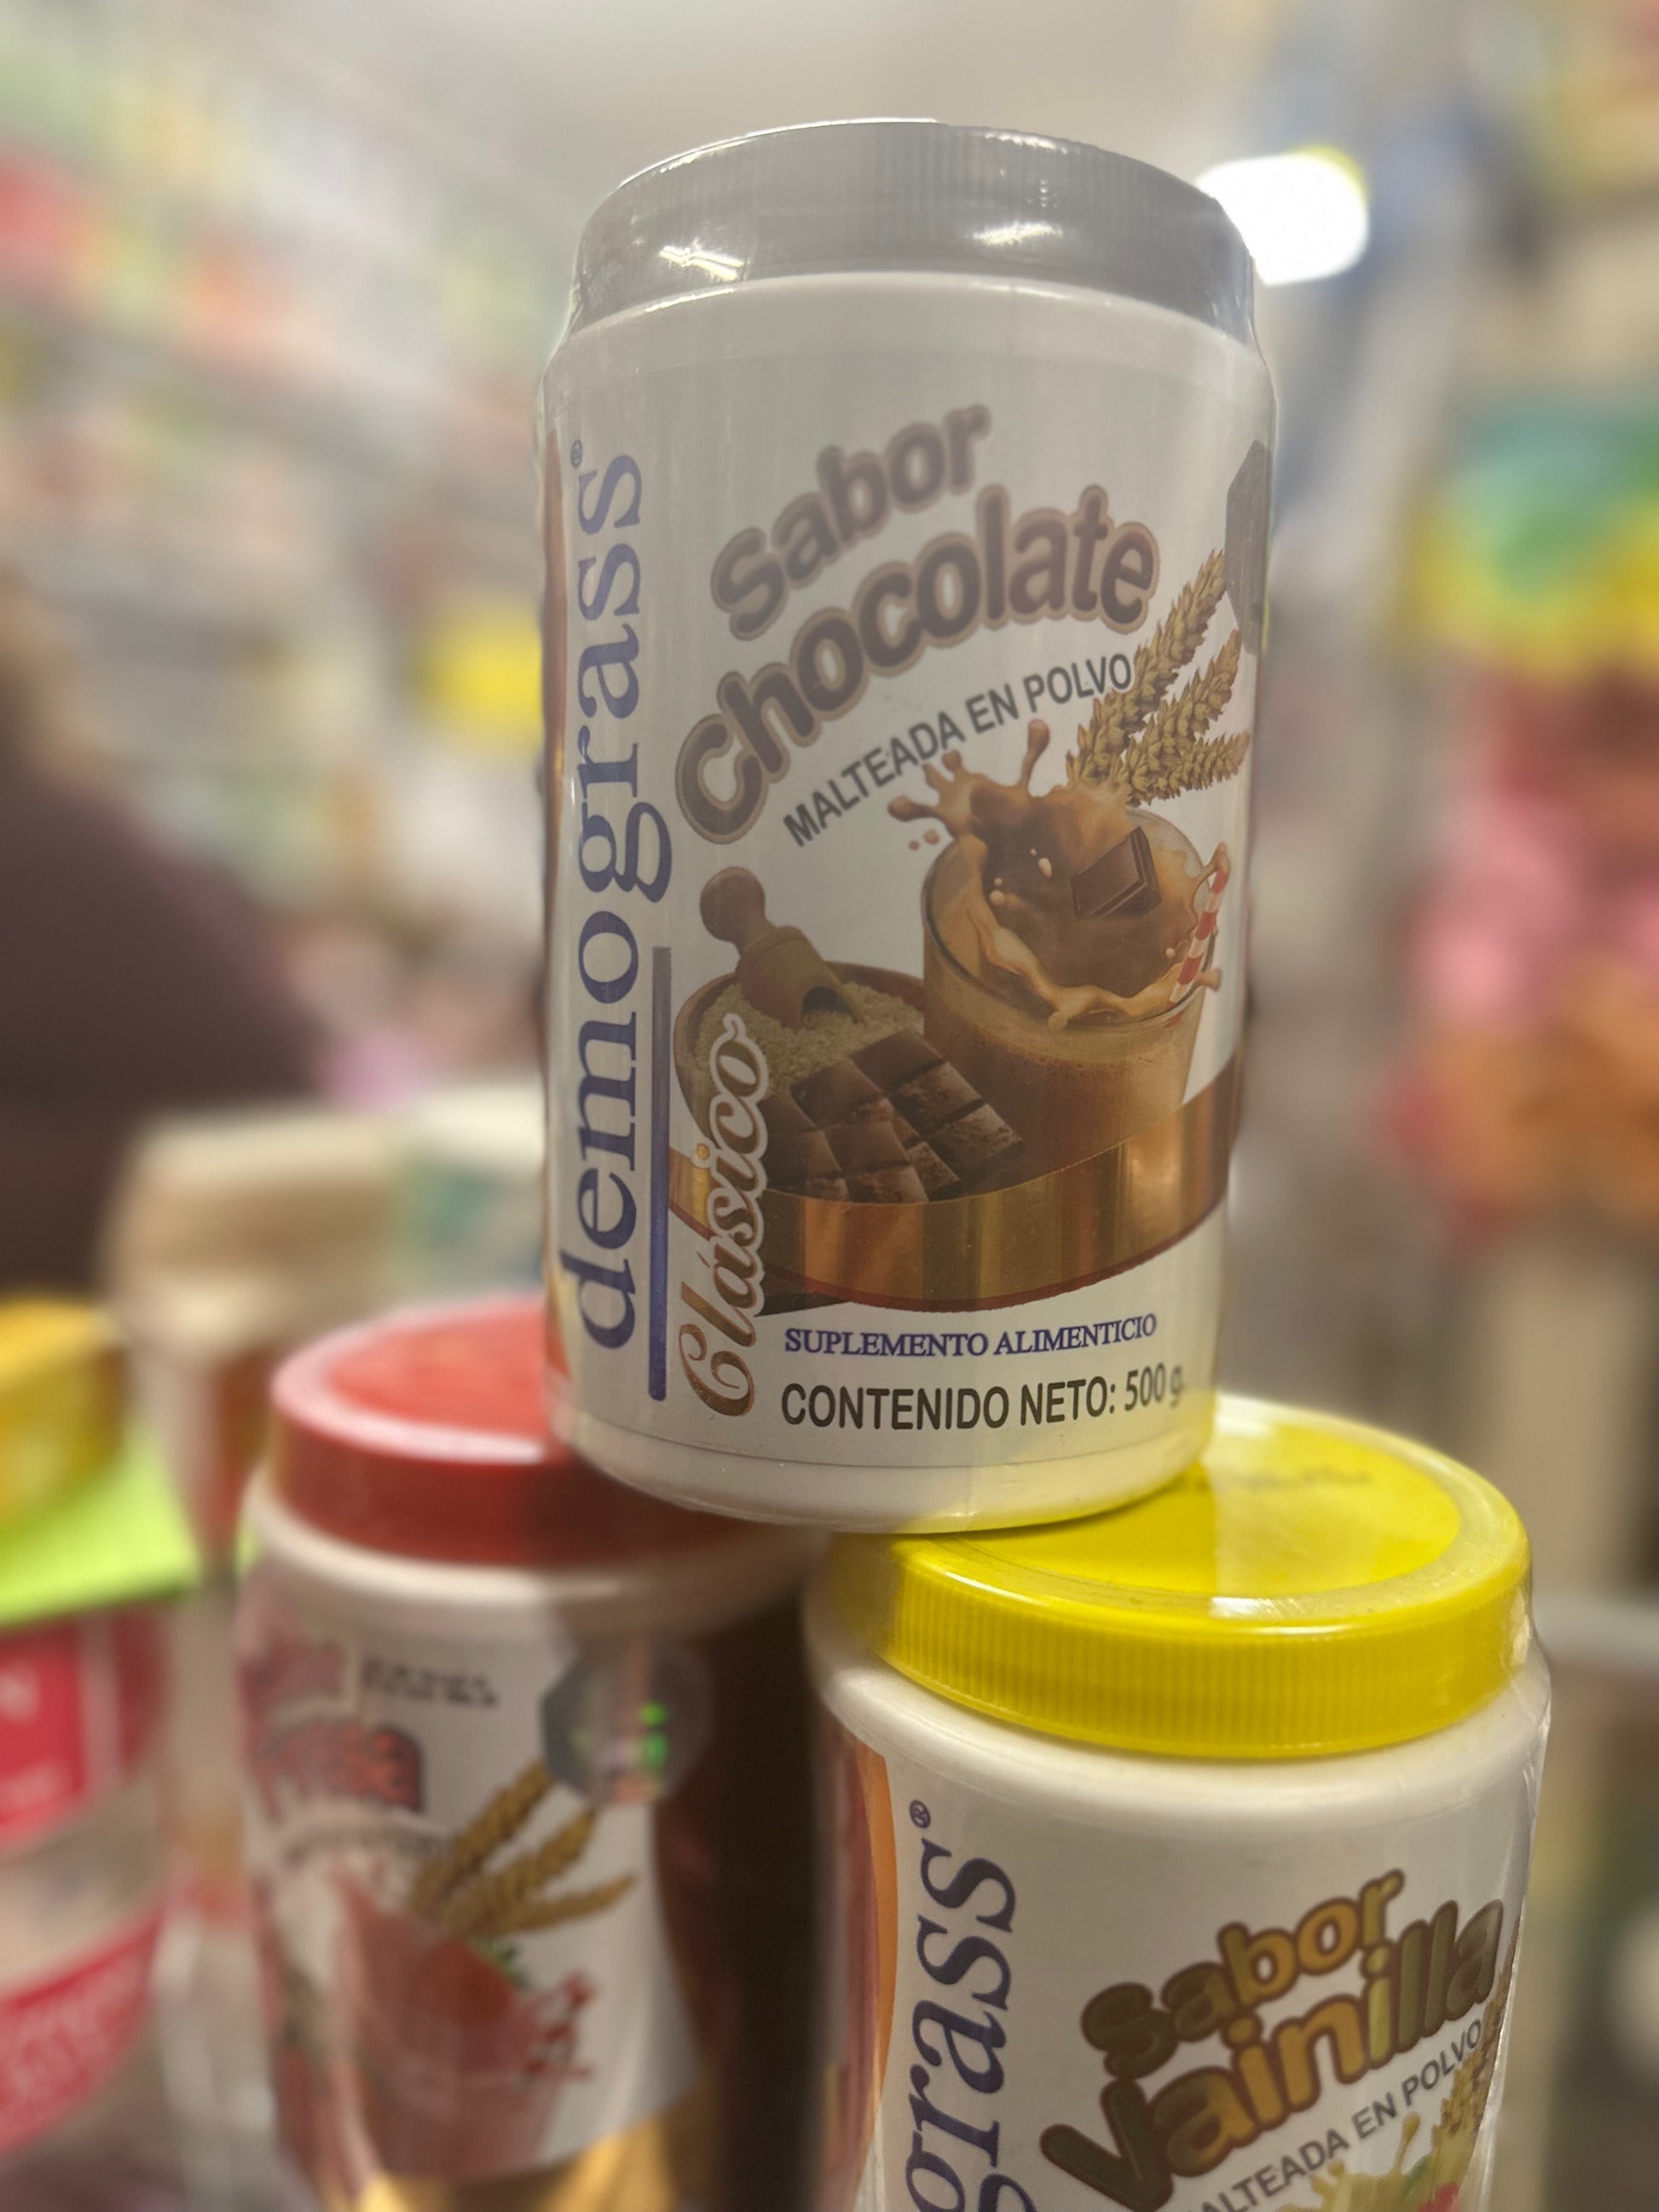 demograss®
Clásico
Sabor
Chocolate
MALTEADA EN POLVO
SUPLEMENTO ALIMENTICIO
CONTENIDO NETO: 500 g
grass®
Sabor
Vainilla
MALTEADA EN POLVO